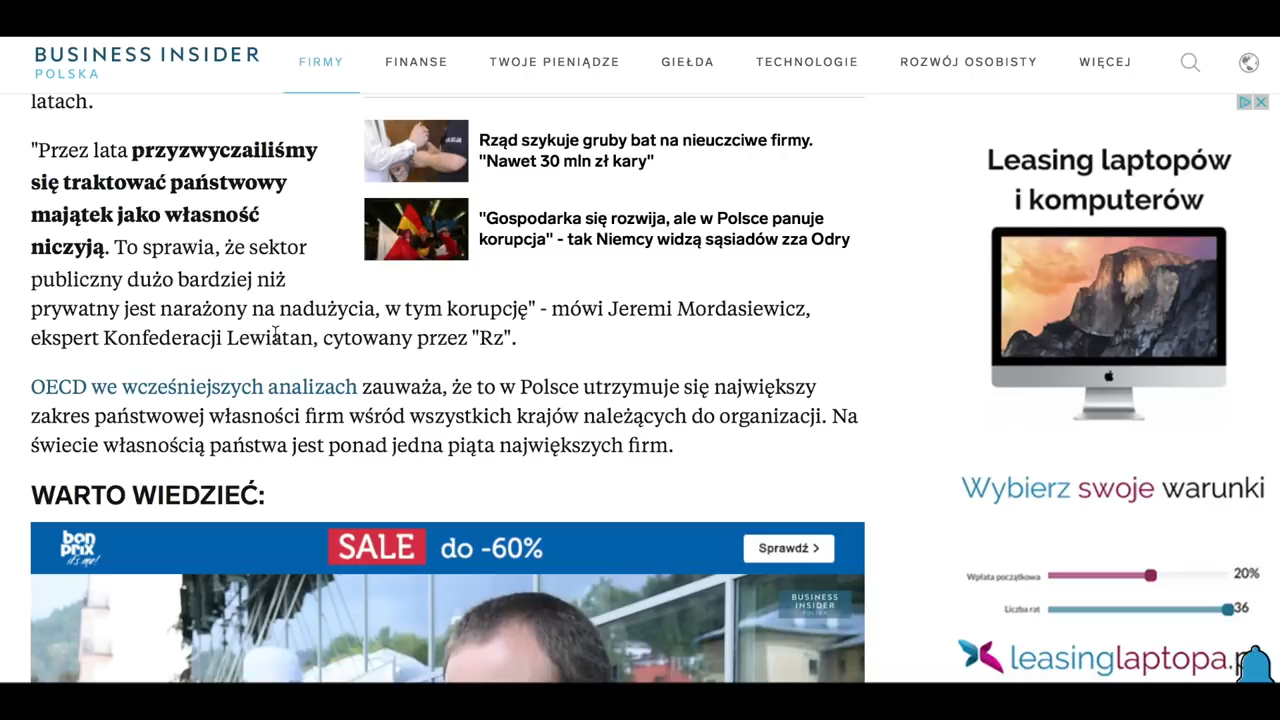 BUSINESS INSIDER
POLSKA
FIRMY
FINANSE
TWOJE PIENIĄDZE
GIEŁDA
TECHNOLOGIE
ROZWÓJ OSOBISTY
WIĘCEJ
latach.
"Przez lata przyzwyczailiśmy
się traktować państwowy
majątek jako własność
niczyją. To sprawia, że sektor
publiczny dużo bardziej niż
prywatny jest narażony na nadużycia, w tym korupcję" - mówi Jeremi Mordasiewicz,
ekspert Konfederacji Lewiatan, cytowany przez "Rz".
Rząd szykuje gruby bat na nieuczciwe firmy.
"Nawet 30 mln zł kary"
"Gospodarka się rozwija, ale w Polsce panuje
korupcja" - tak Niemcy widzą sąsiadów zza Odry
OECD we wcześniejszych analizach zauważa, że to w Polsce utrzymuje się największy
zakres państwowej własności firm wśród wszystkich krajów należących do organizacji. Na
świecie własnością państwa jest ponad jedna piąta największych firm.
WARTO WIEDZIEĆ:
bon
prix
it's me!
SALE do -60%
Sprawdź >
BUSINESS
INSIDER
POLSKA
Leasing laptopów
i komputerów
Wybierz swoje warunki
Wpłata początkowa 20%
Liczba rat 36
leasinglaptopa.p